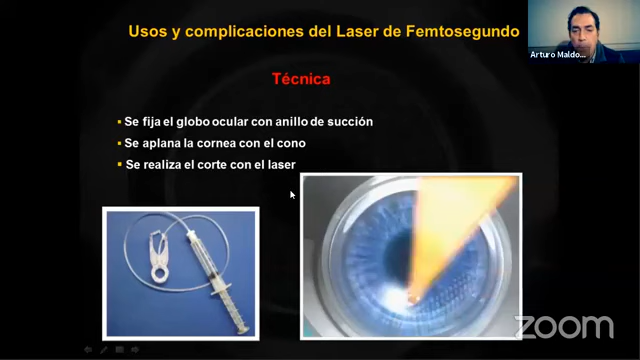 Usos y complicaciones del Laser de Femtosegundo
Arturo Maldo...
Técnica
Se fija el globo ocular con anillo de succión
Se aplana la cornea con el cono
Se realiza el corte con el laser
zoom